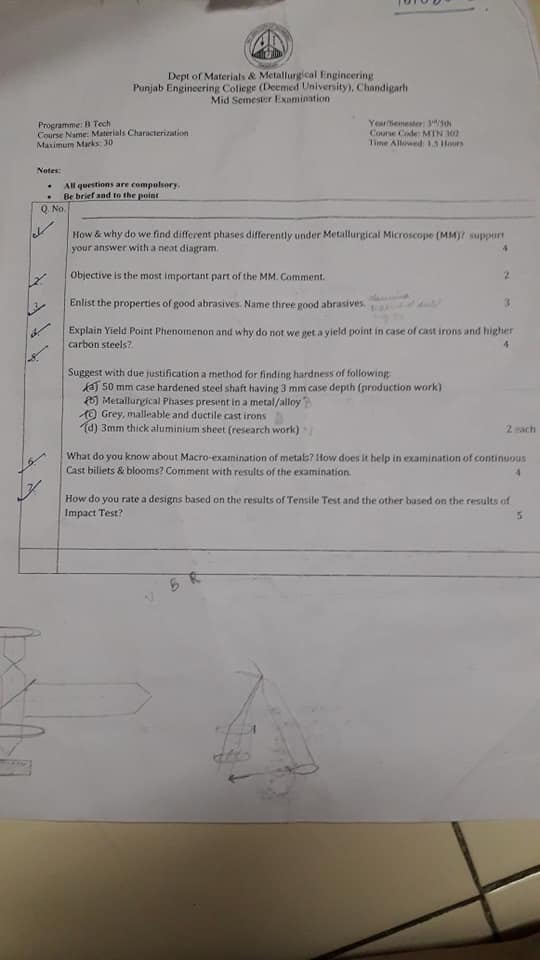 Dept of Materials & Metallurgical Engineering
Punjab Engineering College (Deemed University), Chandigarh
Mid Semester Examination
Programme: B Tech
Year/Semester: 3rd/5th
Course Name: Materials Characterization
Course Code: MTN 302
Maximum Marks: 30
Time Allowed: 1.5 Hours
Notes:
• All questions are compulsory.
• Be brief and to the point
Q. No.
1. How & why do we find different phases differently under Metallurgical Microscope (MM)? support
your answer with a neat diagram. 4
2. Objective is the most important part of the MM. Comment. 2
3. Enlist the properties of good abrasives. Name three good abrasives. 3
4. Explain Yield Point Phenomenon and why do not we get a yield point in case of cast irons and higher
carbon steels?. 4
5. Suggest with due justification a method for finding hardness of following:
(a) 50 mm case hardened steel shaft having 3 mm case depth (production work)
(b) Metallurgical Phases present in a metal/alloy
(c) Grey, malleable and ductile cast irons
(d) 3mm thick aluminium sheet (research work) 2 each
6. What do you know about Macro-examination of metals? How does it help in examination of continuous
Cast billets & blooms? Comment with results of the examination. 4
7. How do you rate a designs based on the results of Tensile Test and the other based on the results of
Impact Test? 5
V B R